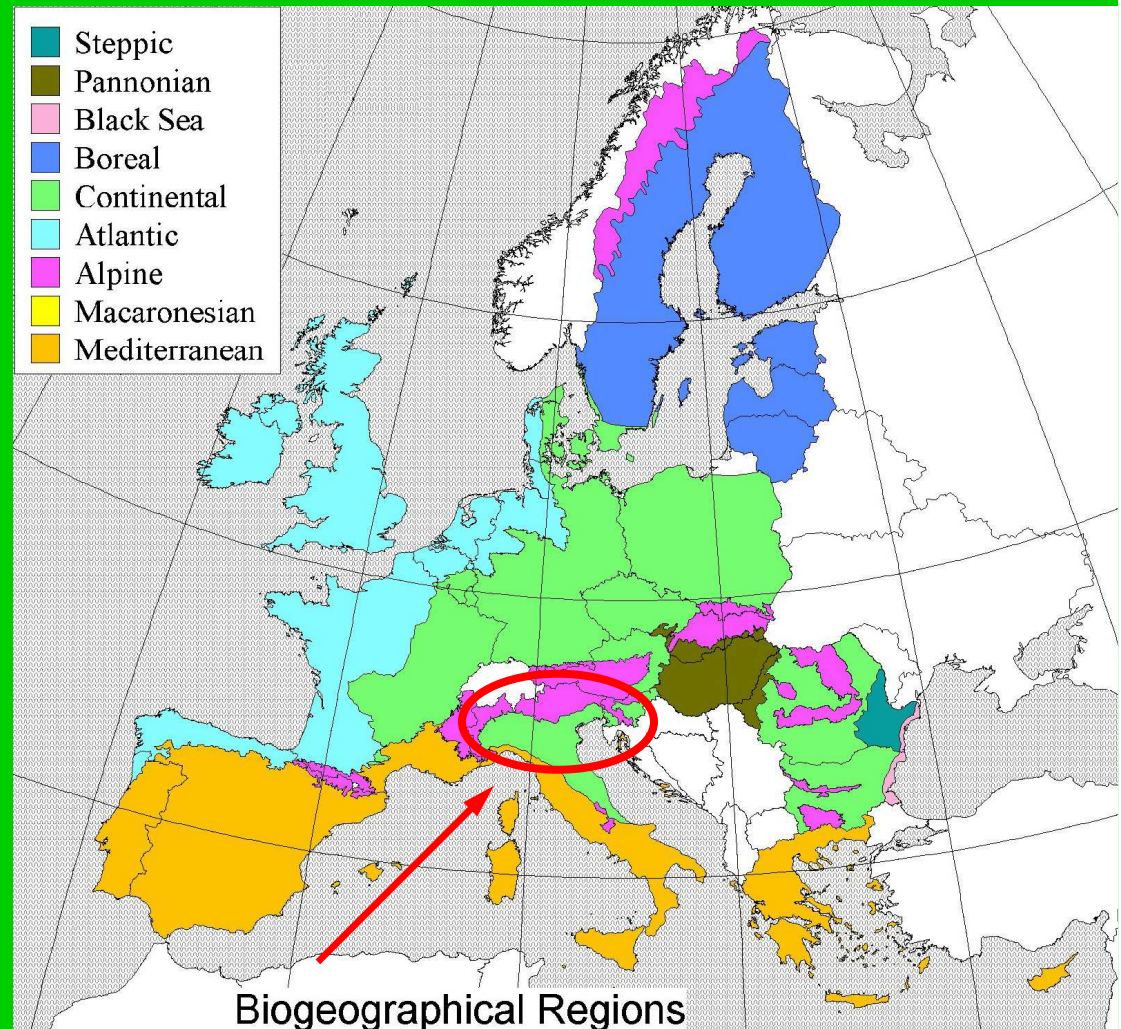 Steppic
Pannonian
Black Sea
Boreal
Continental
Atlantic
Alpine
Macaronesian
Mediterranean
Biogeographical Regions